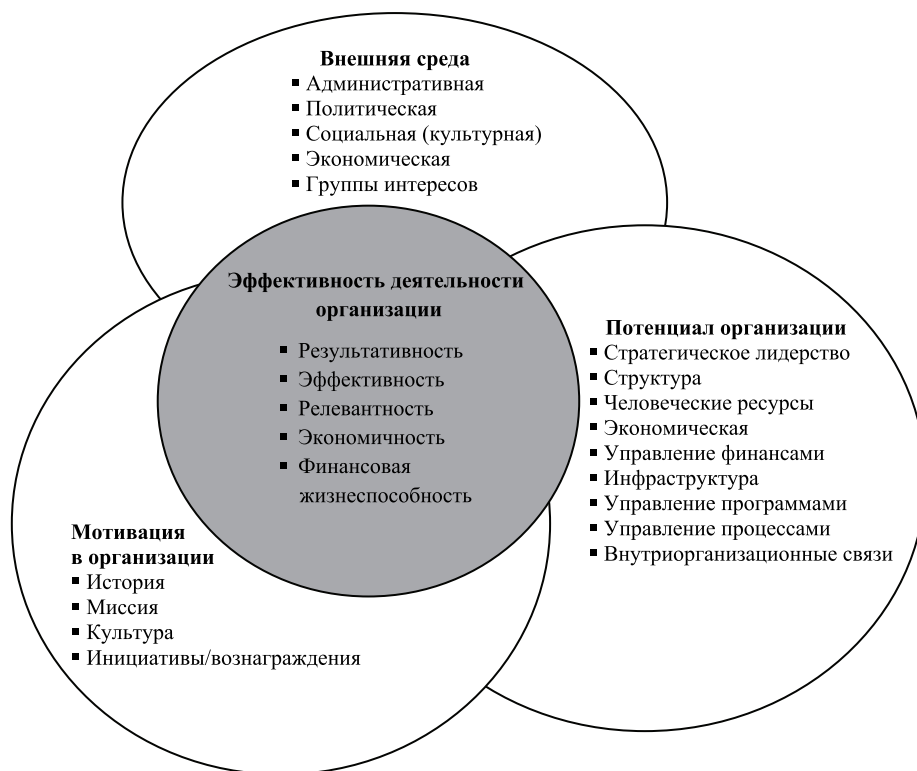 Внешняя среда
▪ Административная
▪ Политическая
▪ Социальная (культурная)
▪ Экономическая
▪ Группы интересов
Эффективность деятельности
организации
▪ Результативность
▪ Эффективность
▪ Релевантность
▪ Экономичность
▪ Финансовая
жизнеспособность
Потенциал организации
▪ Стратегическое лидерство
▪ Структура
▪ Человеческие ресурсы
▪ Экономическая
▪ Управление финансами
▪ Инфраструктура
▪ Управление программами
▪ Управление процессами
▪ Внутриорганизационные связи
Мотивация
в организации
▪ История
▪ Миссия
▪ Культура
▪ Инициативы/вознаграждения